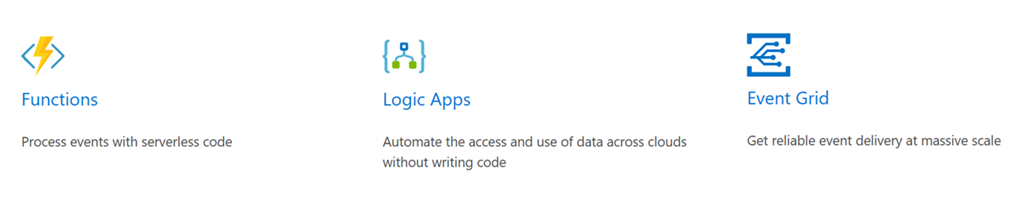 Functions
Process events with serverless code
Logic Apps
Automate the access and use of data across clouds
without writing code
Event Grid
Get reliable event delivery at massive scale